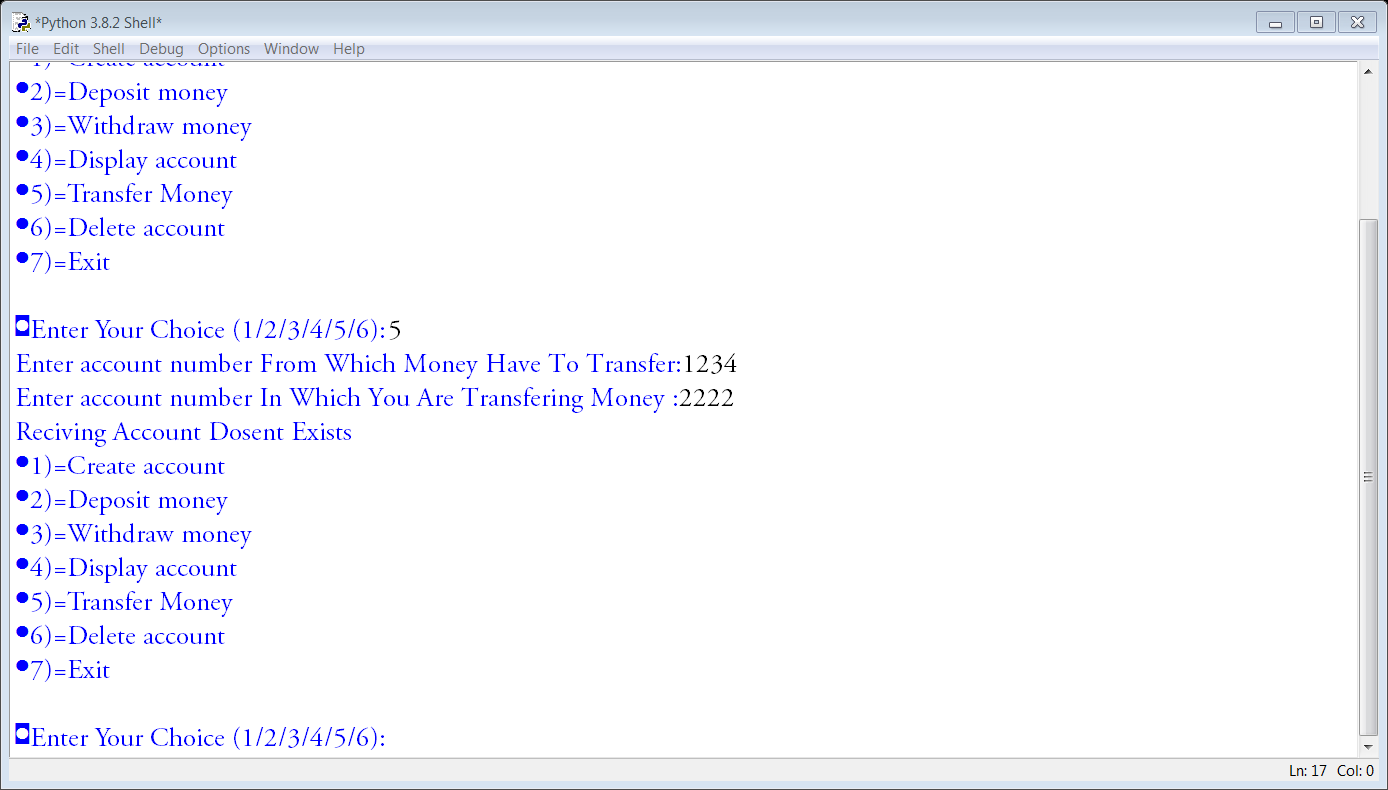 *Python 3.8.2 Shell*
File Edit Shell Debug Options Window Help
1)=Create account
•2)=Deposit money
•3)=Withdraw money
•4)=Display account
•5)=Transfer Money
•6)=Delete account
•7)=Exit
◘Enter Your Choice (1/2/3/4/5/6):5
Enter account number From Which Money Have To Transfer:1234
Enter account number In Which You Are Transfering Money :2222
Reciving Account Dosent Exists
•1)=Create account
•2)=Deposit money
•3)=Withdraw money
•4)=Display account
•5)=Transfer Money
•6)=Delete account
•7)=Exit
◘Enter Your Choice (1/2/3/4/5/6):
Ln: 17 Col: 0